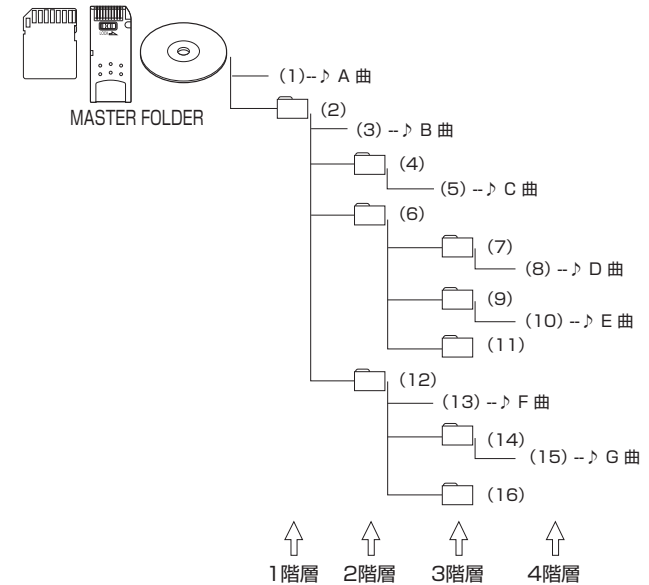 (1)--♪ A 曲
MASTER FOLDER
(2)
(3) --♪ B 曲
(4)
(5) --♪ C 曲
(6)
(7)
(8) --♪ D 曲
(9)
(10) --♪ E 曲
(11)
(12)
(13) --♪ F 曲
(14)
(15) --♪ G 曲
(16)
1階層 2階層 3階層 4階層